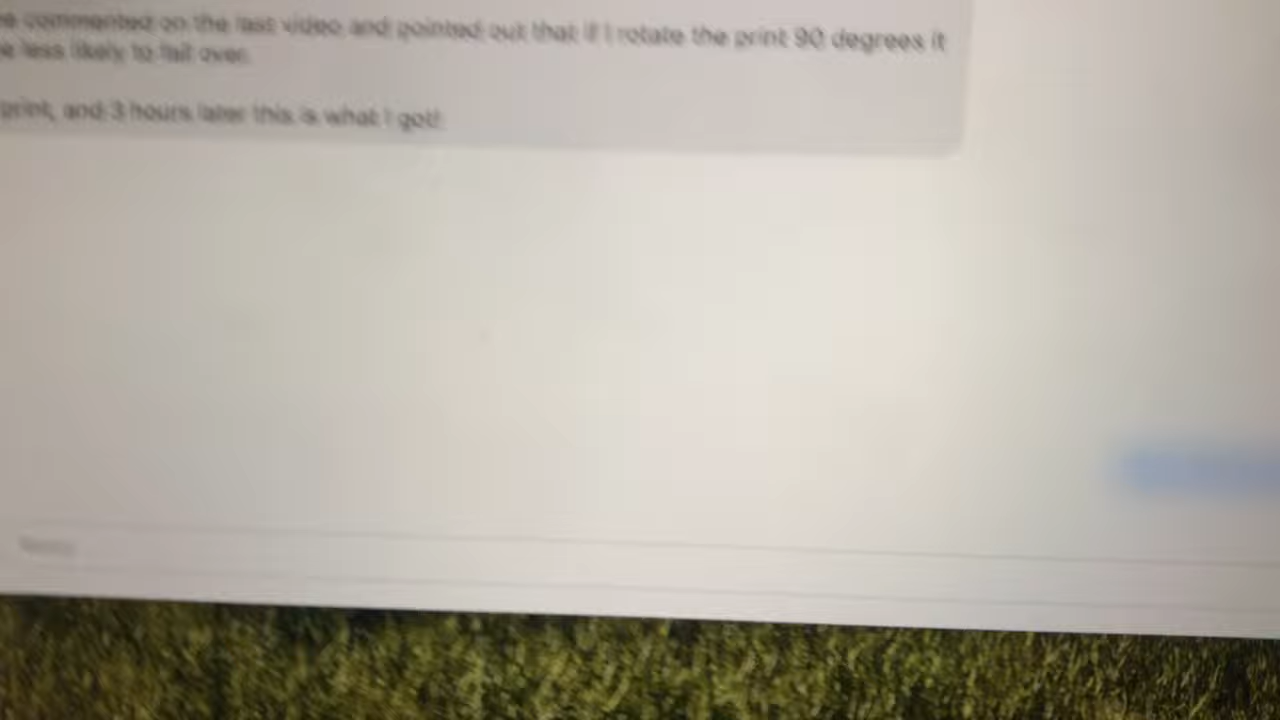 commented on the last video and pointed out that if I rotate the print 90 degrees it
less likely to fall over.
print, and 3 hours later this is what I got!